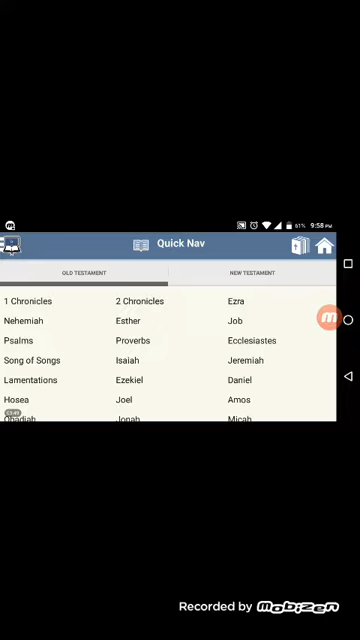 51% 9:58 PM
Quick Nav
OLD TESTAMENT NEW TESTAMENT
1 Chronicles 2 Chronicles Ezra
Nehemiah Esther Job
Psalms Proverbs Ecclesiastes
Song of Songs Isaiah Jeremiah
Lamentations Ezekiel Daniel
Hosea Joel Amos
Obadiah Jonah Micah
Recorded by mobizen